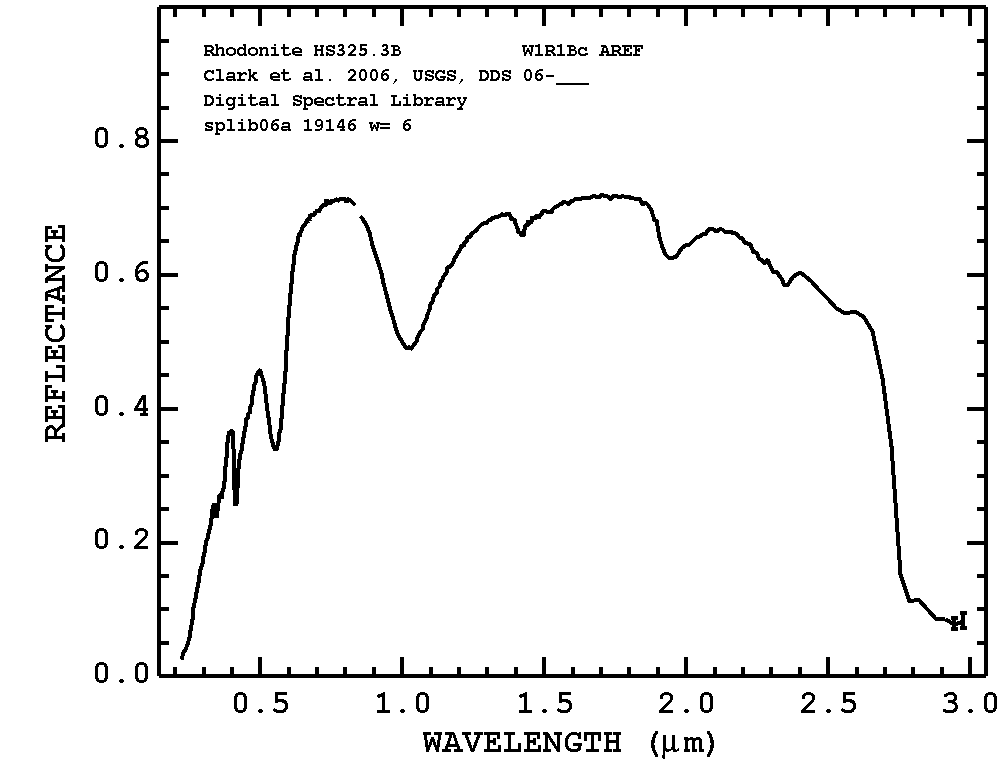 Rhodonite HS325.3B W1R1Bc AREF
Clark et al. 2006, USGS, DDS 06-___
Digital Spectral Library
splib06a 19146 w= 6
0.8
0.6
0.4
0.2
0.0
REFLECTANCE
0.5 1.0 1.5 2.0 2.5 3.0
WAVELENGTH (μm)